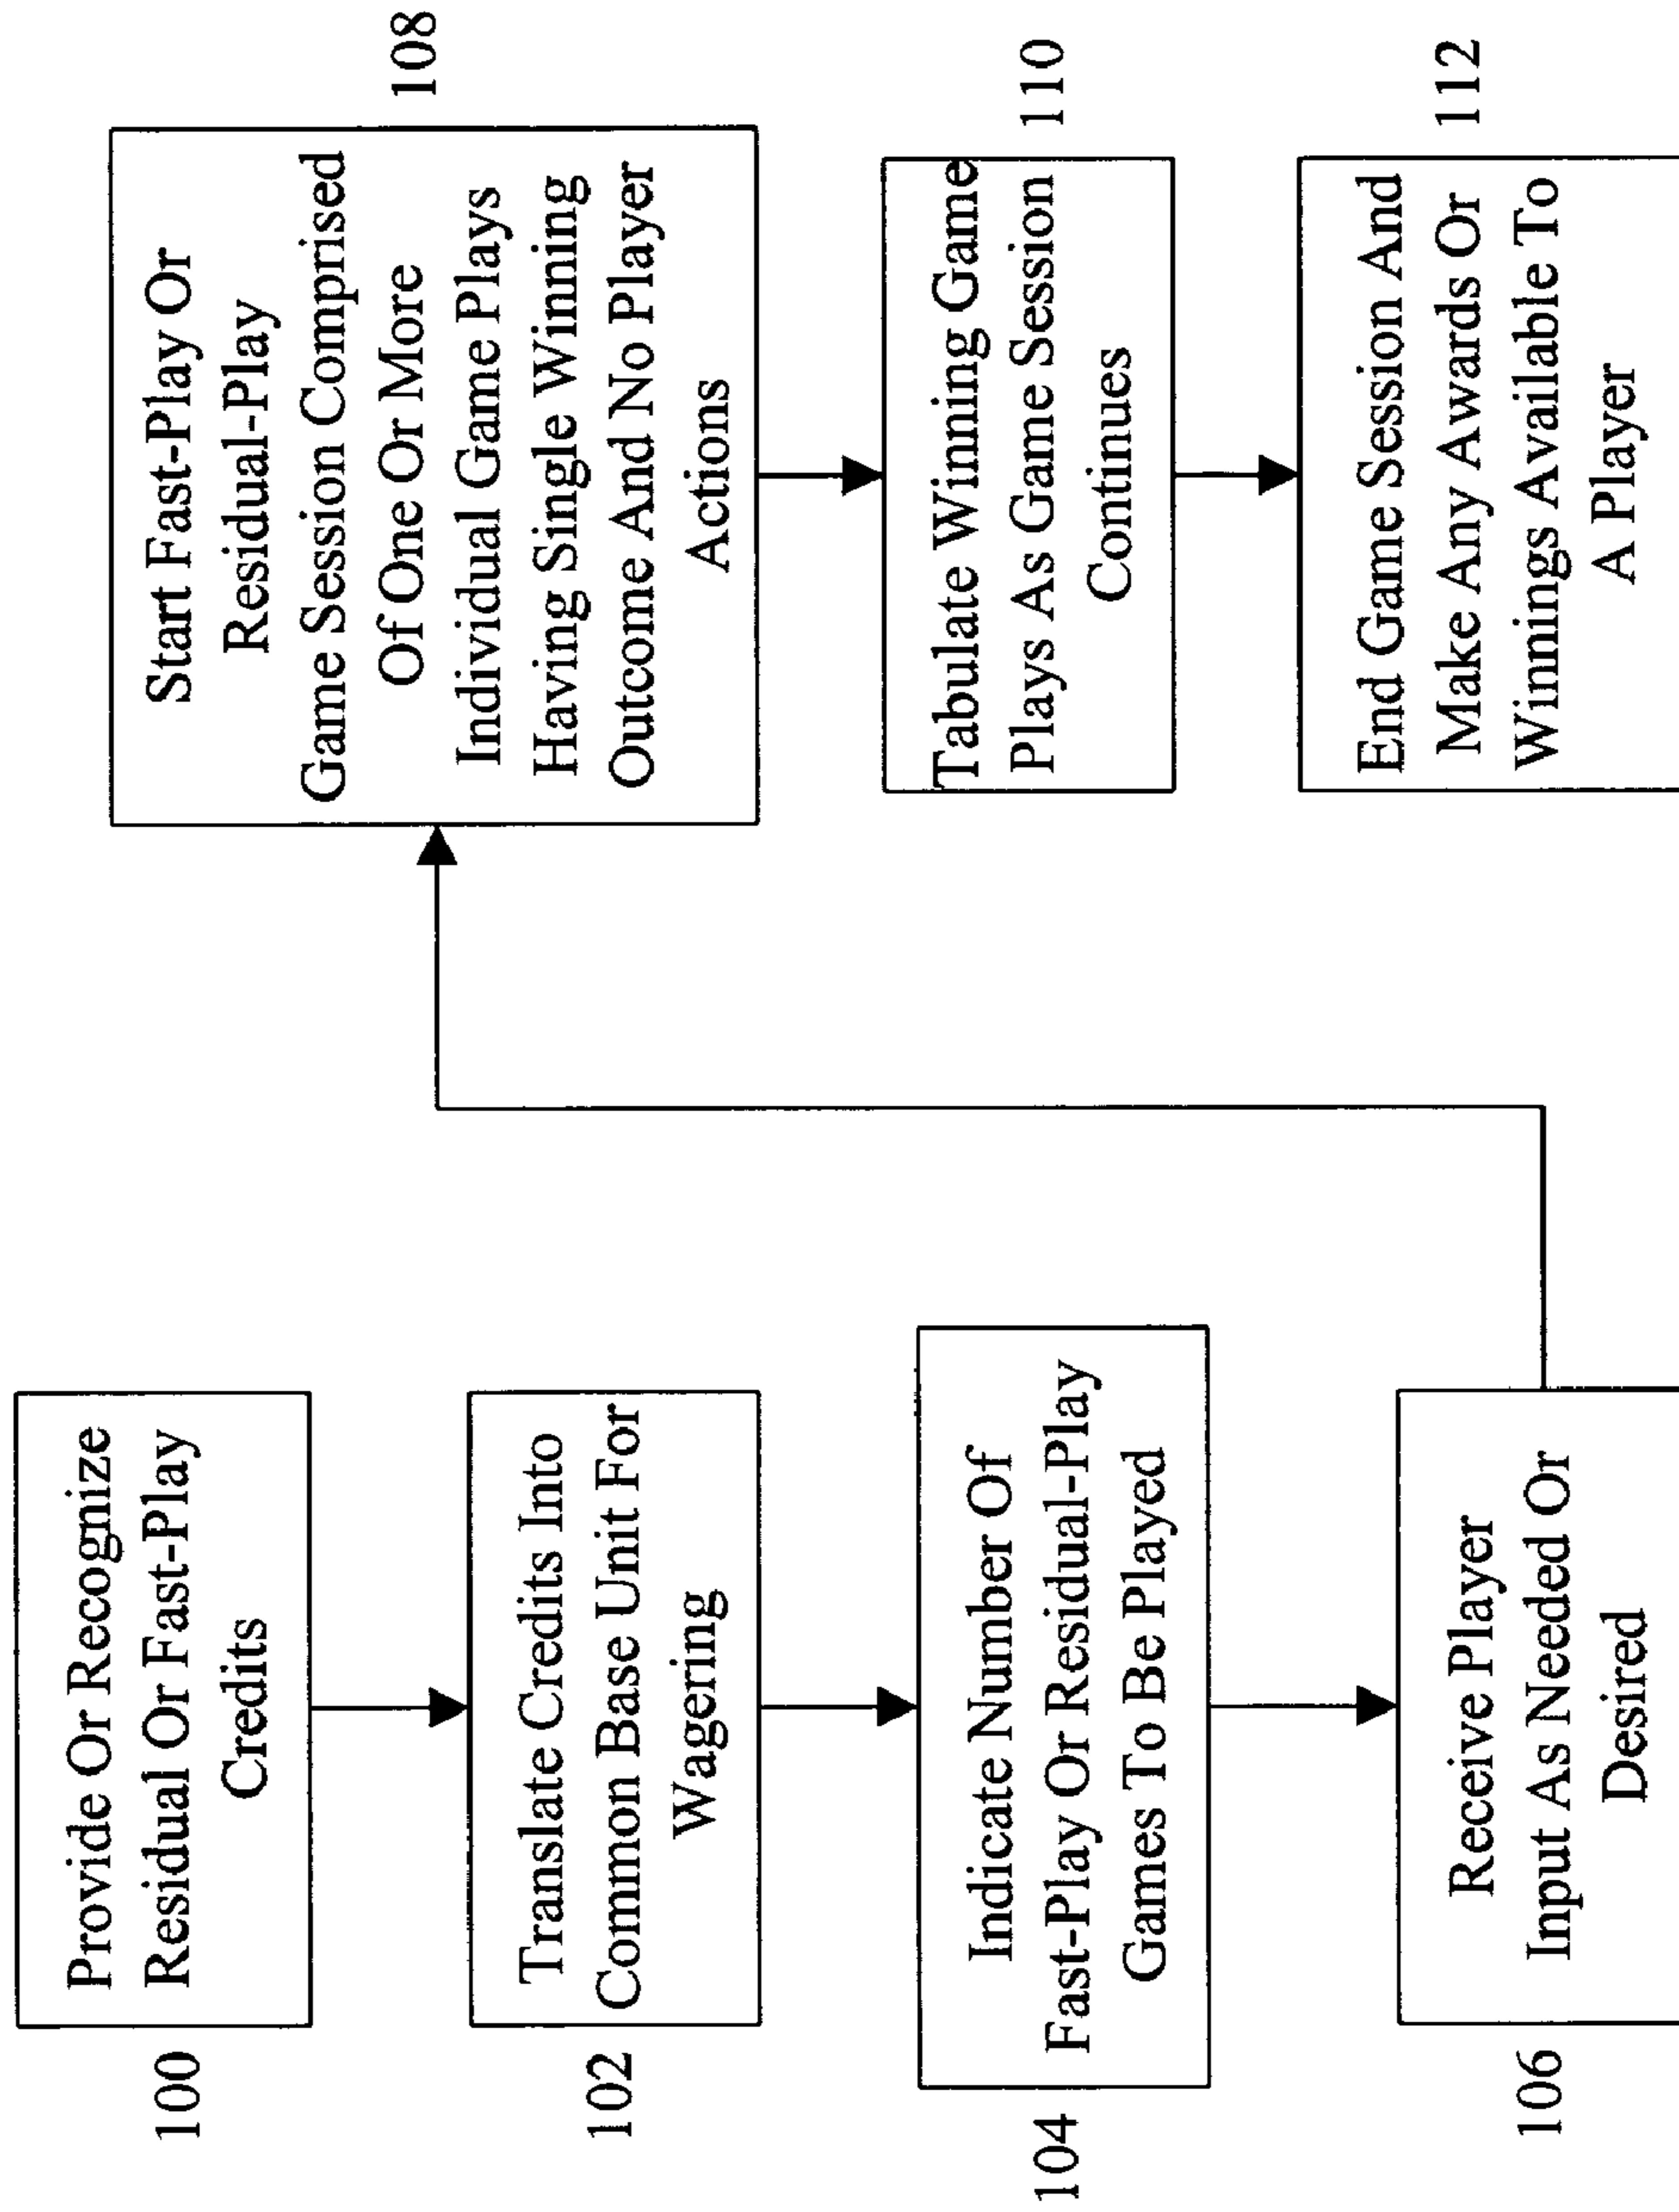 100
Provide Or Recognize
Residual Or Fast-Play
Credits
102
Translate Credits Into
Common Base Unit For
Wagering
104
Indicate Number Of
Fast-Play Or Residual-Play
Games To Be Played
106
Receive Player
Input As Needed Or
Desired
Start Fast-Play Or
Residual-Play
Game Session Comprised
Of One Or More
Individual Game Plays
Having Single Winning
Outcome And No Player
Actions
108
Tabulate Winning Game
Plays As Game Session
Continues
110
End Game Session And
Make Any Awards Or
Winnings Available To
A Player
112